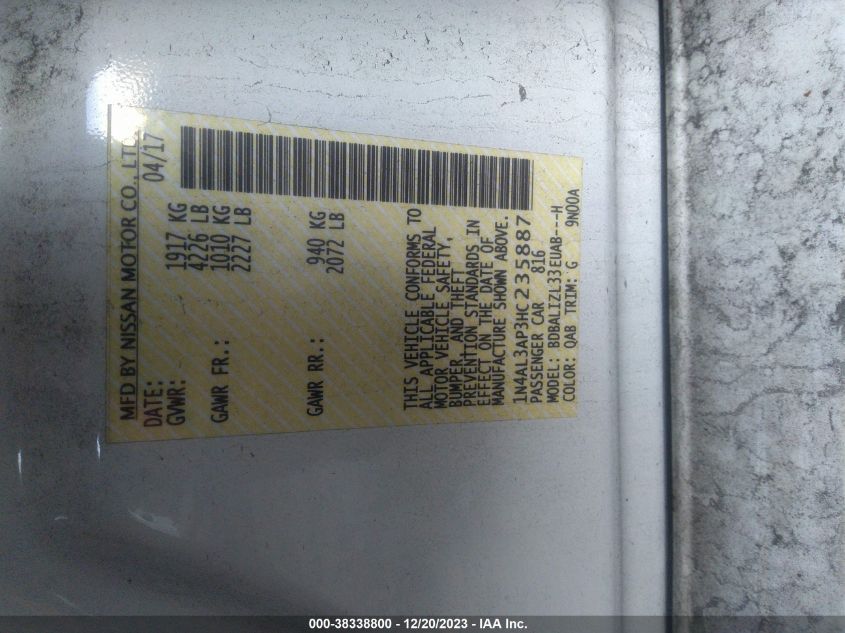 MFD BY NISSAN MOTOR CO., LTD.
DATE: 04/17
GVWR: 1917 KG
4226 LB
GAWR FR.: 1010 KG
2227 LB
GAWR RR.: 940 KG
2072 LB
THIS VEHICLE CONFORMS TO
ALL APPLICABLE FEDERAL
MOTOR VEHICLE SAFETY,
BUMPER, AND THEFT
PREVENTION STANDARDS IN
EFFECT ON THE DATE OF
MANUFACTURE SHOWN ABOVE.
1N4AL3AP3HC235887
PASSENGER CAR 816
MODEL: BDBALIZL33EUAB---H
COLOR: QAB TRIM: G 9N00A
000-38338800 - 12/20/2023 - IAA Inc.